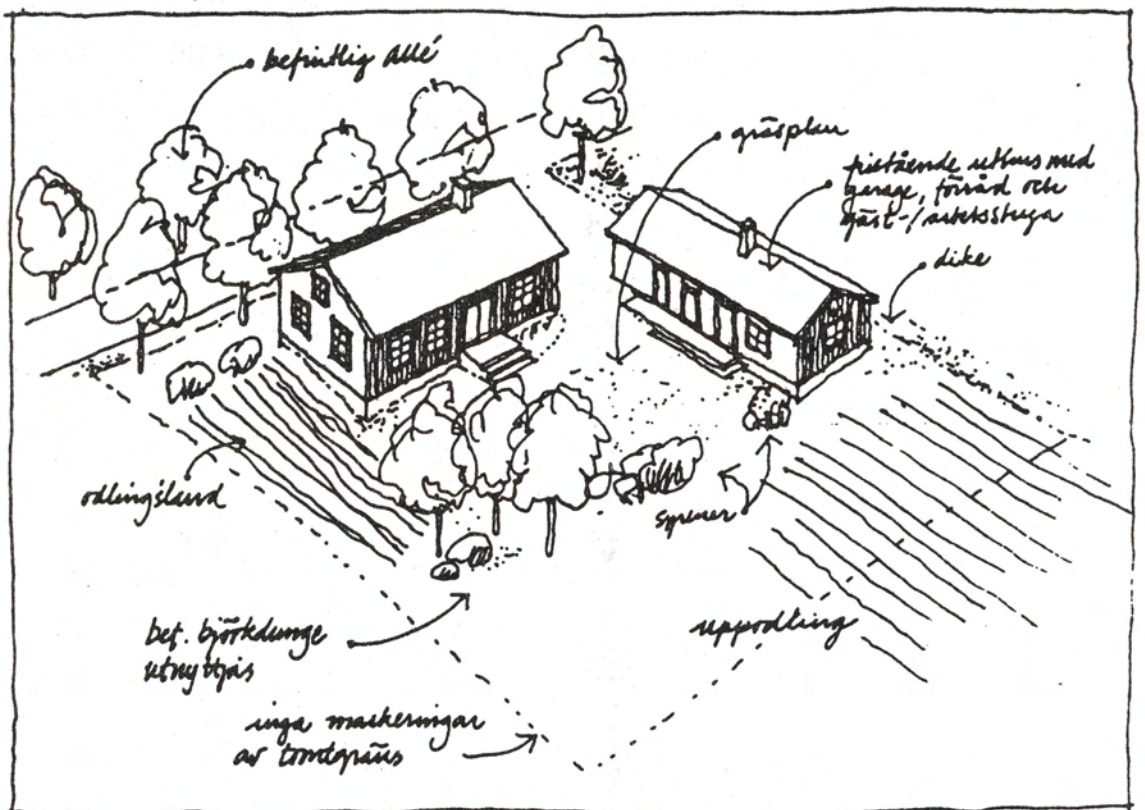 befintlig allé
gräsplan
fristående uthus med
garage, förråd och
gäst-/arbetsstuga
dike
odlingsland
syrener
bef. björkdunge
utnyttjas
uppodling
inga markeringar
av tomtgräns